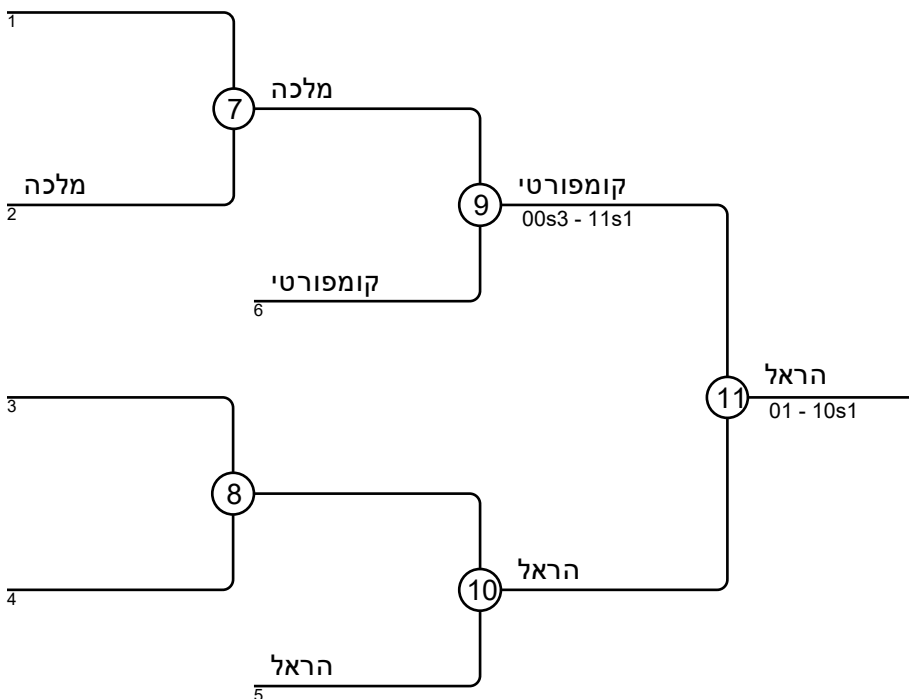 1
7
מלכה
מלכה
2
9
קומפורטי
00s3 - 11s1
קומפורטי
6
3
11
הראל
01 - 10s1
8
הראל
10
4
הראל
5